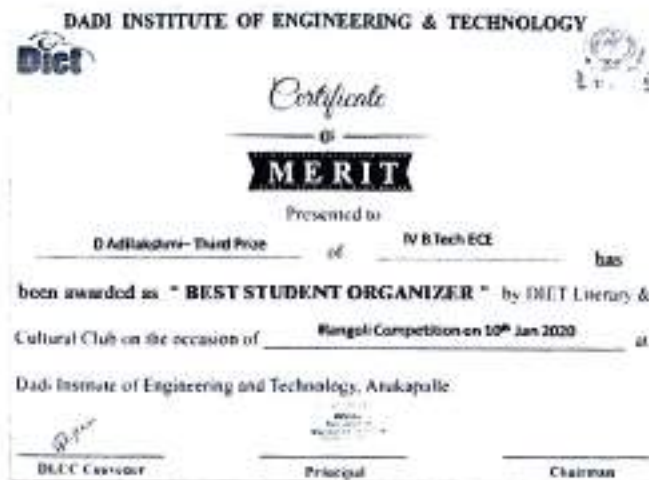 DADI INSTITUTE OF ENGINEERING & TECHNOLOGY
Diet
Certificate
OF
MERIT
Presented to
D Adilakshmi- Third Prize of IV B.Tech ECE has
been awarded as " BEST STUDENT ORGANIZER " by DIET Literary &
Cultural Club on the occasion of Rangoli Competition on 10th Jan 2020 at
Dadi Institute of Engineering and Technology, Anakapalle
DLCC Convenor Principal Chairman